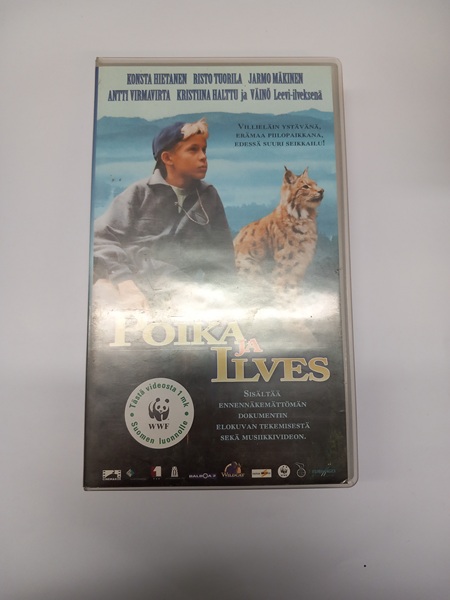 KONSTA HIETANEN RISTO TUORILA JARMO MÄKINEN
ANTTI VIRMAVIRTA KRISTIINA HALTTU ja VÄINÖ Leevi-ilveksenä
VILLIELÄIN YSTÄVÄNÄ,
ERÄMAA PIILOPAIKKANA,
EDESSÄ SUURI SEIKKAILU!
POIKA
JA
ILVES
Tästä videosta 1 mk
WWF
Suomen luonnolle
SISÄLTÄÄ
ENNENNÄKEMÄTTÖMÄN
DOKUMENTIN
ELOKUVAN TEKEMISESTÄ
SEKÄ MUSIIKKIVIDEON.